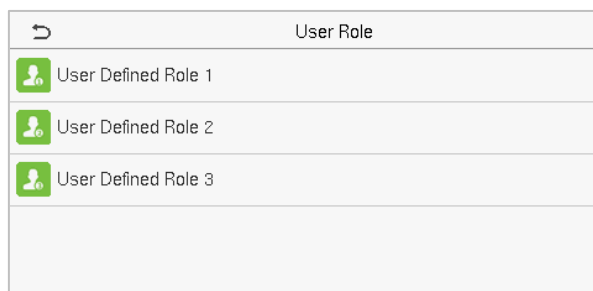 User Role
User Defined Role 1
User Defined Role 2
User Defined Role 3